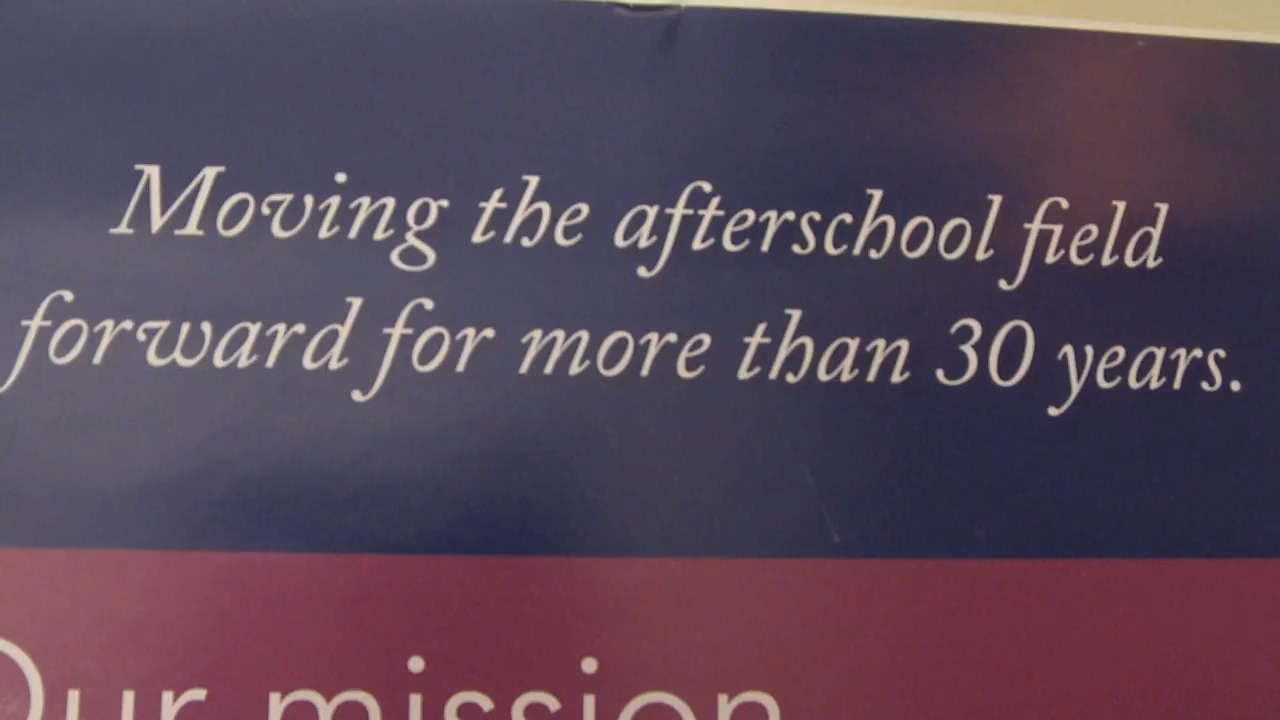 Moving the afterschool field
forward for more than 30 years.
Our mission